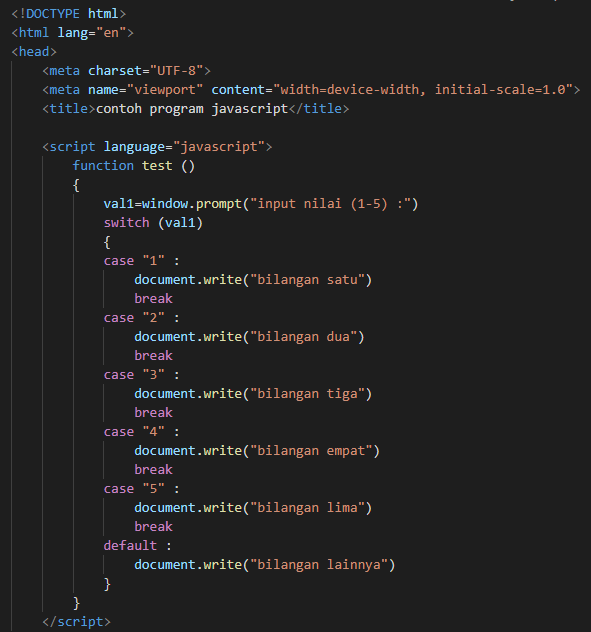 <!DOCTYPE html>
<html lang="en">
<head>
<meta charset="UTF-8">
<meta name="viewport" content="width=device-width, initial-scale=1.0">
<title>contoh program javascript</title>
<script language="javascript">
function test ()
{
val1=window.prompt("input nilai (1-5) :")
switch (val1)
{
case "1" :
document.write("bilangan satu")
break
case "2" :
document.write("bilangan dua")
break
case "3" :
document.write("bilangan tiga")
break
case "4" :
document.write("bilangan empat")
break
case "5" :
document.write("bilangan lima")
break
default :
document.write("bilangan lainnya")
}
}
</script>